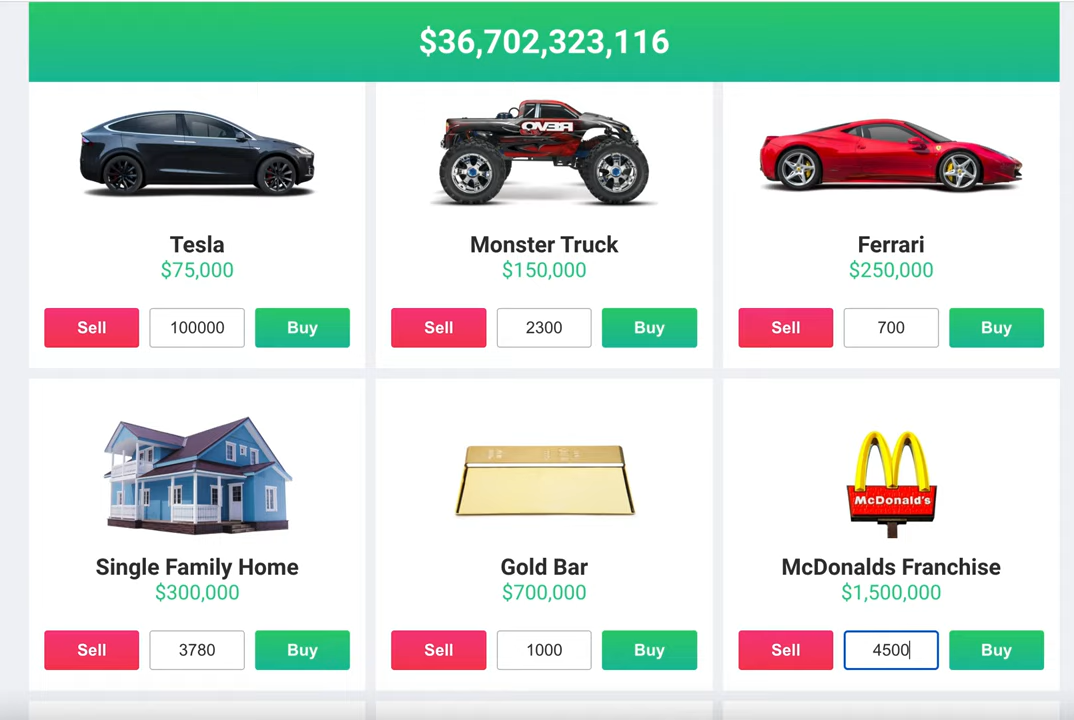 $36,702,323,116
Tesla
$75,000
Sell 100000 Buy
Monster Truck
$150,000
Sell 2300 Buy
Ferrari
$250,000
Sell 700 Buy
Single Family Home
$300,000
Sell 3780 Buy
Gold Bar
$700,000
Sell 1000 Buy
McDonald's
McDonalds Franchise
$1,500,000
Sell 4500 Buy